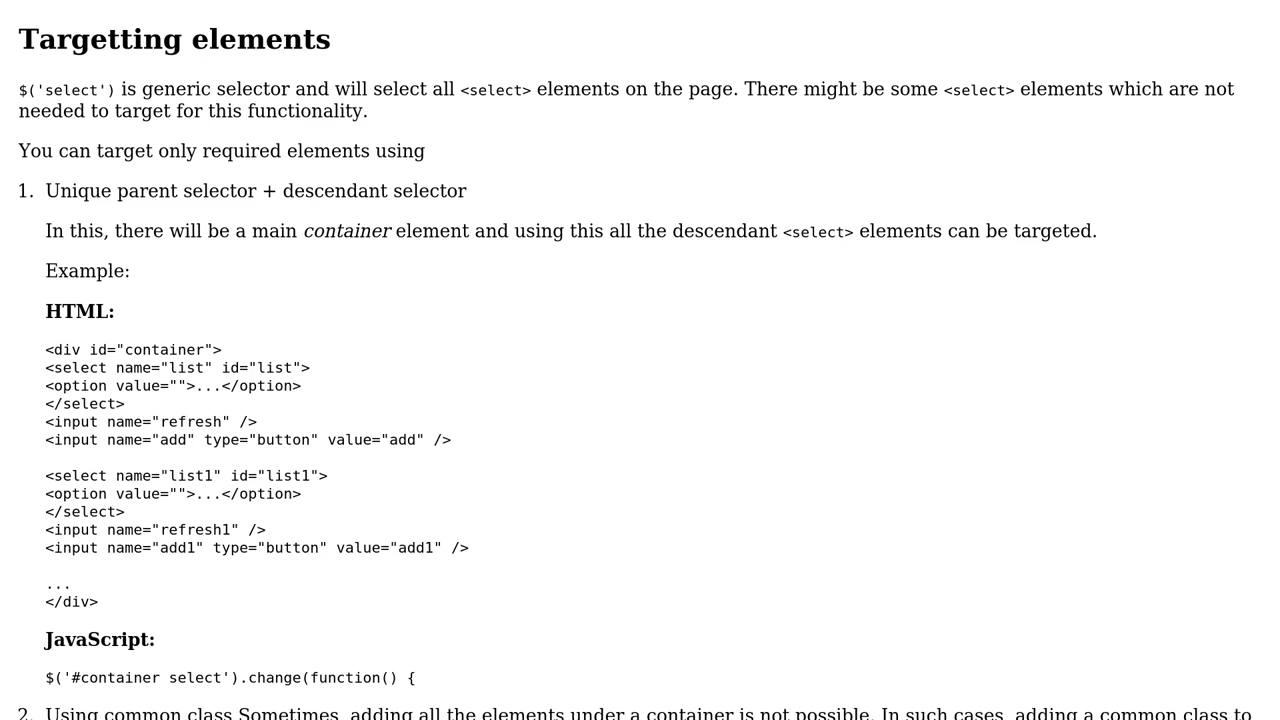 Targetting elements
$('select') is generic selector and will select all <select> elements on the page. There might be some <select> elements which are not
needed to target for this functionality.
You can target only required elements using
1. Unique parent selector + descendant selector
In this, there will be a main container element and using this all the descendant <select> elements can be targeted.
Example:
HTML:
<div id="container">
<select name="list" id="list">
<option value="">...</option>
</select>
<input name="refresh" />
<input name="add" type="button" value="add" />
<select name="list1" id="list1">
<option value="">...</option>
</select>
<input name="refresh1" />
<input name="add1" type="button" value="add1" />
...
</div>
JavaScript:
$('#container select').change(function() {
2. Using common class Sometimes, adding all the elements under a container is not possible. In such cases, adding a common class to